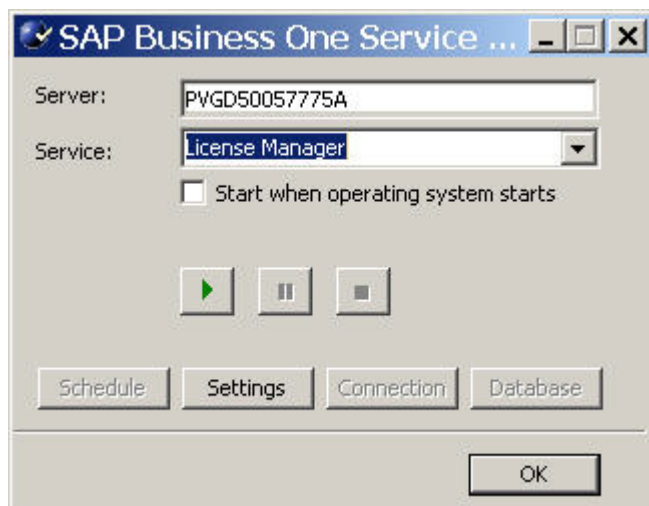 SAP Business One Service ...
Server: PVGD50057775A
Service: License Manager
Start when operating system starts
Schedule Settings Connection Database
OK